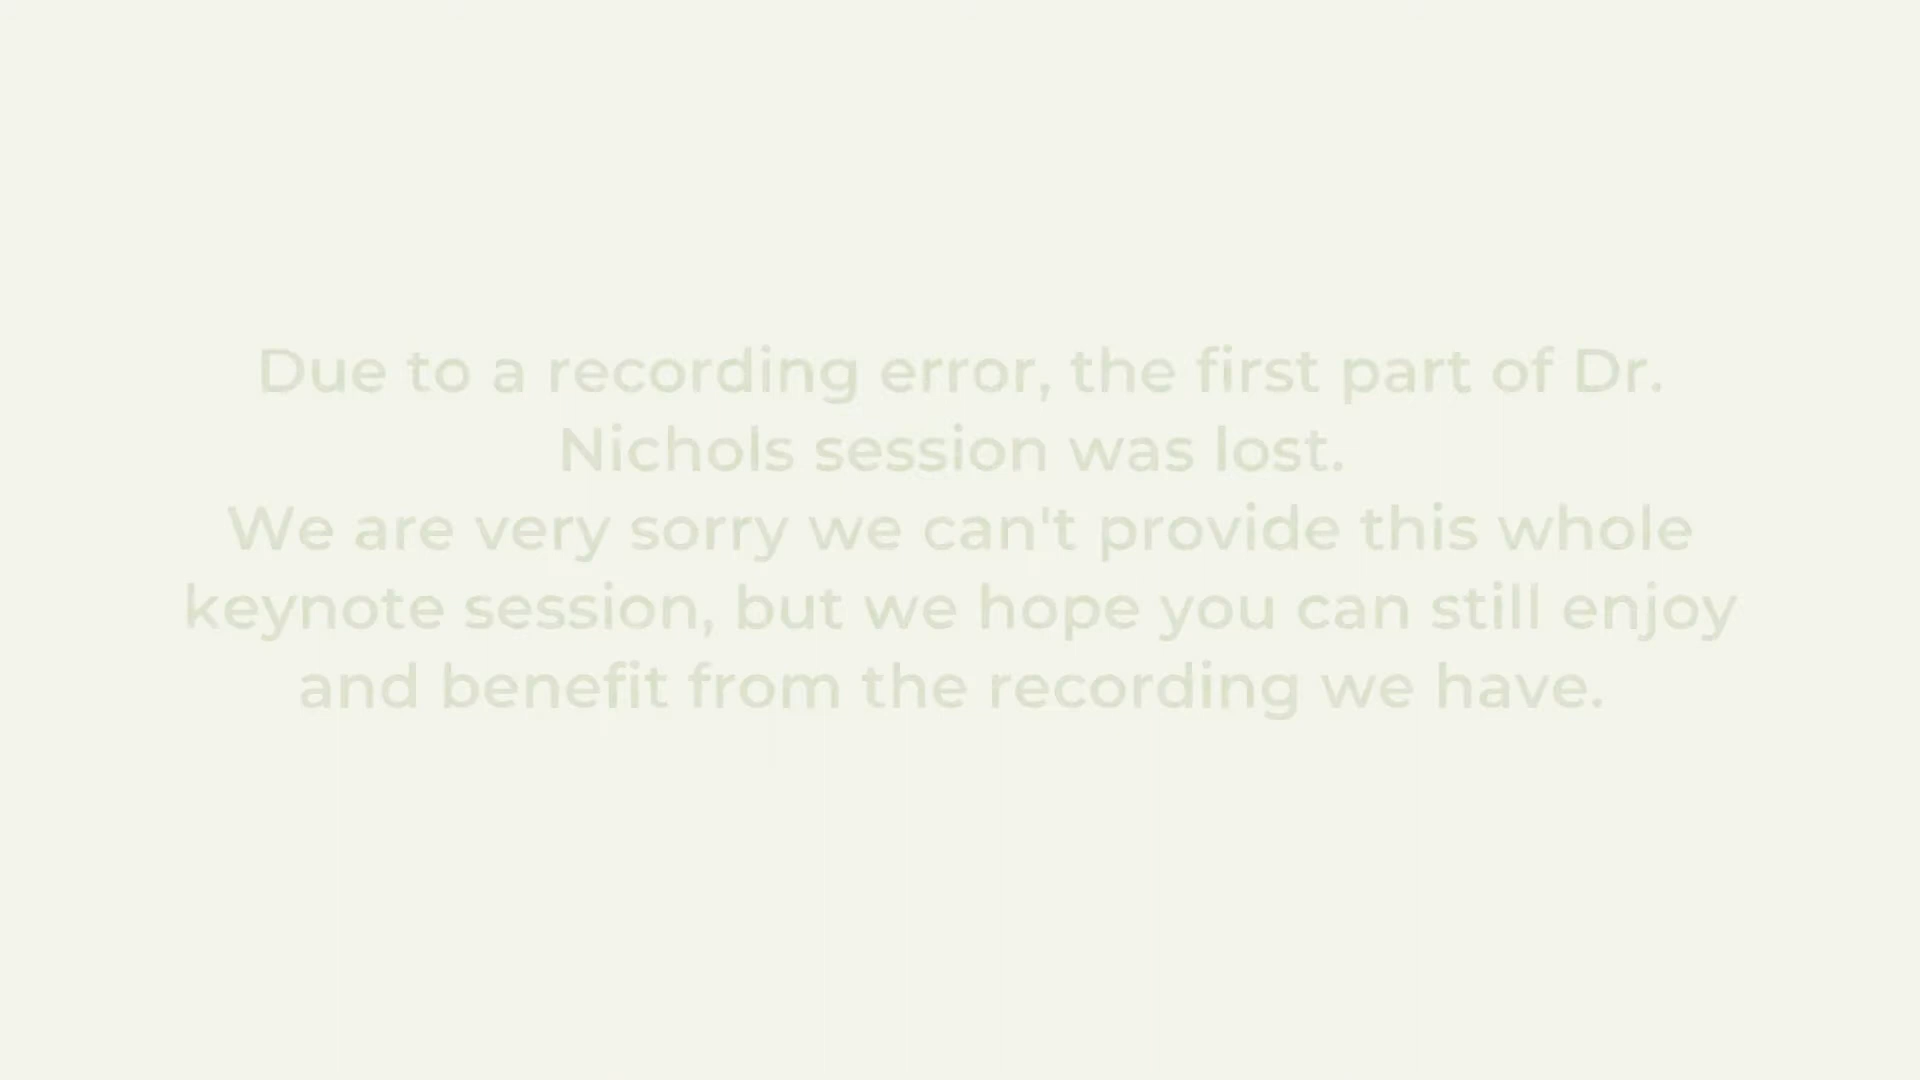 Due to a recording error, the first part of Dr.
Nichols session was lost.
We are very sorry we can't provide this whole
keynote session, but we hope you can still enjoy
and benefit from the recording we have.